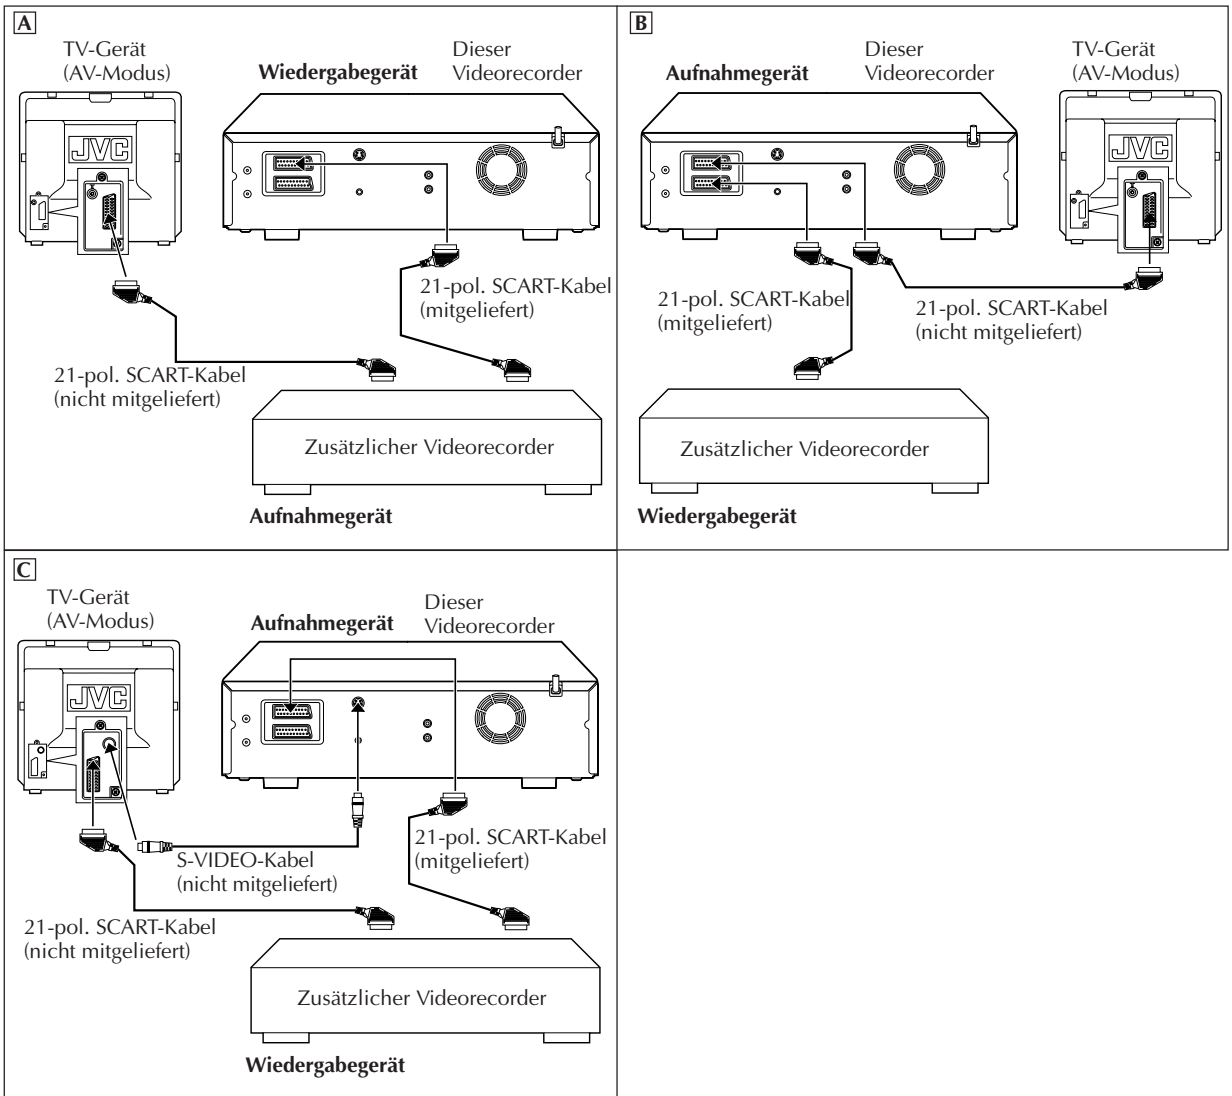 A
TV-Gerät
(AV-Modus)
Wiedergabegerät
Dieser
Videorecorder
JVC
21-pol. SCART-Kabel
(mitgeliefert)
21-pol. SCART-Kabel
(nicht mitgeliefert)
Zusätzlicher Videorecorder
Aufnahmegerät
B
Aufnahmegerät
Dieser
Videorecorder
TV-Gerät
(AV-Modus)
JVC
21-pol. SCART-Kabel
(mitgeliefert)
21-pol. SCART-Kabel
(nicht mitgeliefert)
Zusätzlicher Videorecorder
Wiedergabegerät
C
TV-Gerät
(AV-Modus)
Aufnahmegerät
Dieser
Videorecorder
JVC
S-VIDEO-Kabel
(nicht mitgeliefert)
21-pol. SCART-Kabel
(mitgeliefert)
21-pol. SCART-Kabel
(nicht mitgeliefert)
Zusätzlicher Videorecorder
Wiedergabegerät